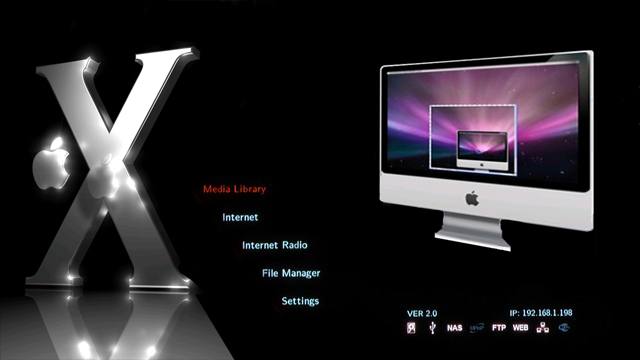 X
Media Library
Internet
Internet Radio
File Manager
Settings
VER 2.0 IP: 192.168.1.198
NAS UPnP FTP WEB